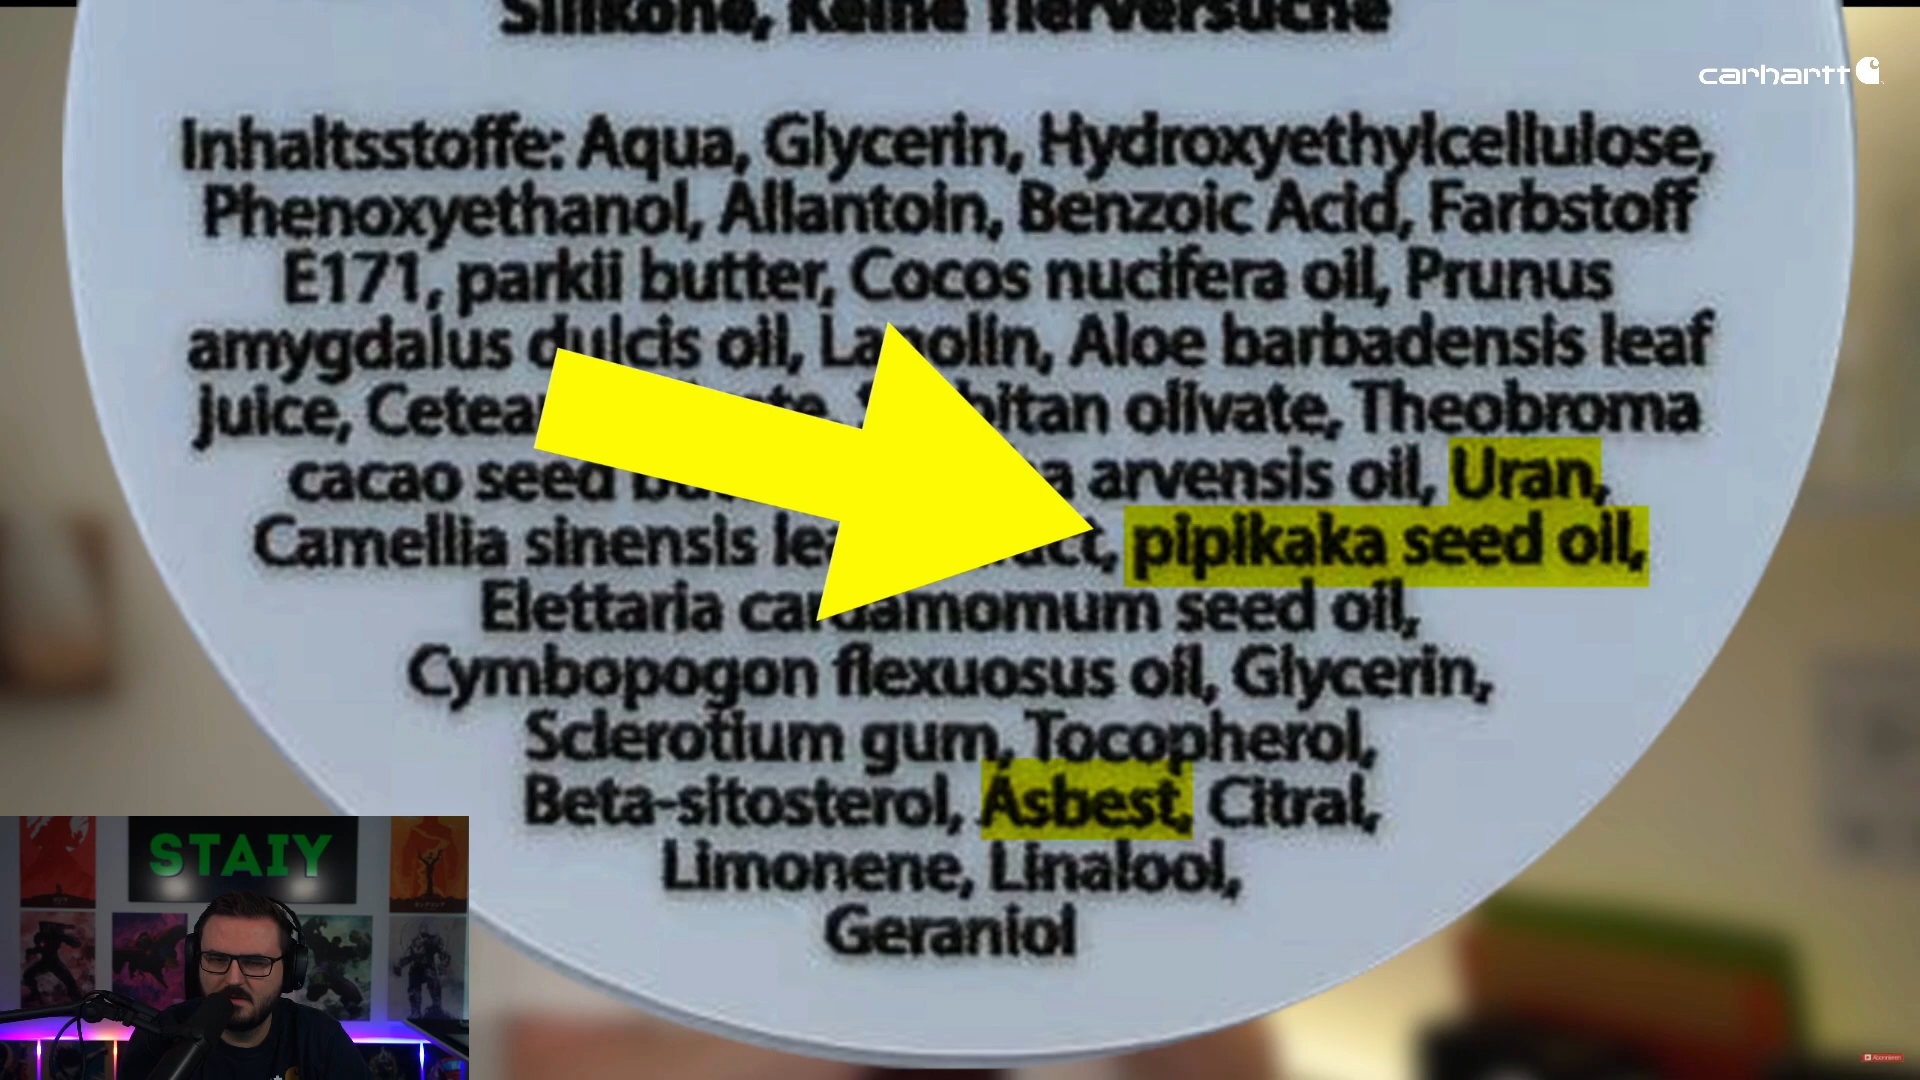 Silikone, Keine Tierversuche
carhartt
Inhaltsstoffe: Aqua, Glycerin, Hydroxyethylcellulose,
Phenoxyethanol, Allantoin, Benzoic Acid, Farbstoff
E171, parkii butter, Cocos nucifera oil, Prunus
amygdalus dulcis oil, Lanolin, Aloe barbadensis leaf
juice, olivate, Theobroma
cacao seed arvensis oil, Uran,
Camellia sinensis pipikaka seed oil,
Elettaria cardamomum seed oil,
Cymbopogon flexuosus oil, Glycerin,
Sclerotium gum, Tocopherol,
Beta-sitosterol, Asbest, Citral,
Limonene, Linalool,
Geraniol
STAIY
Abonnieren